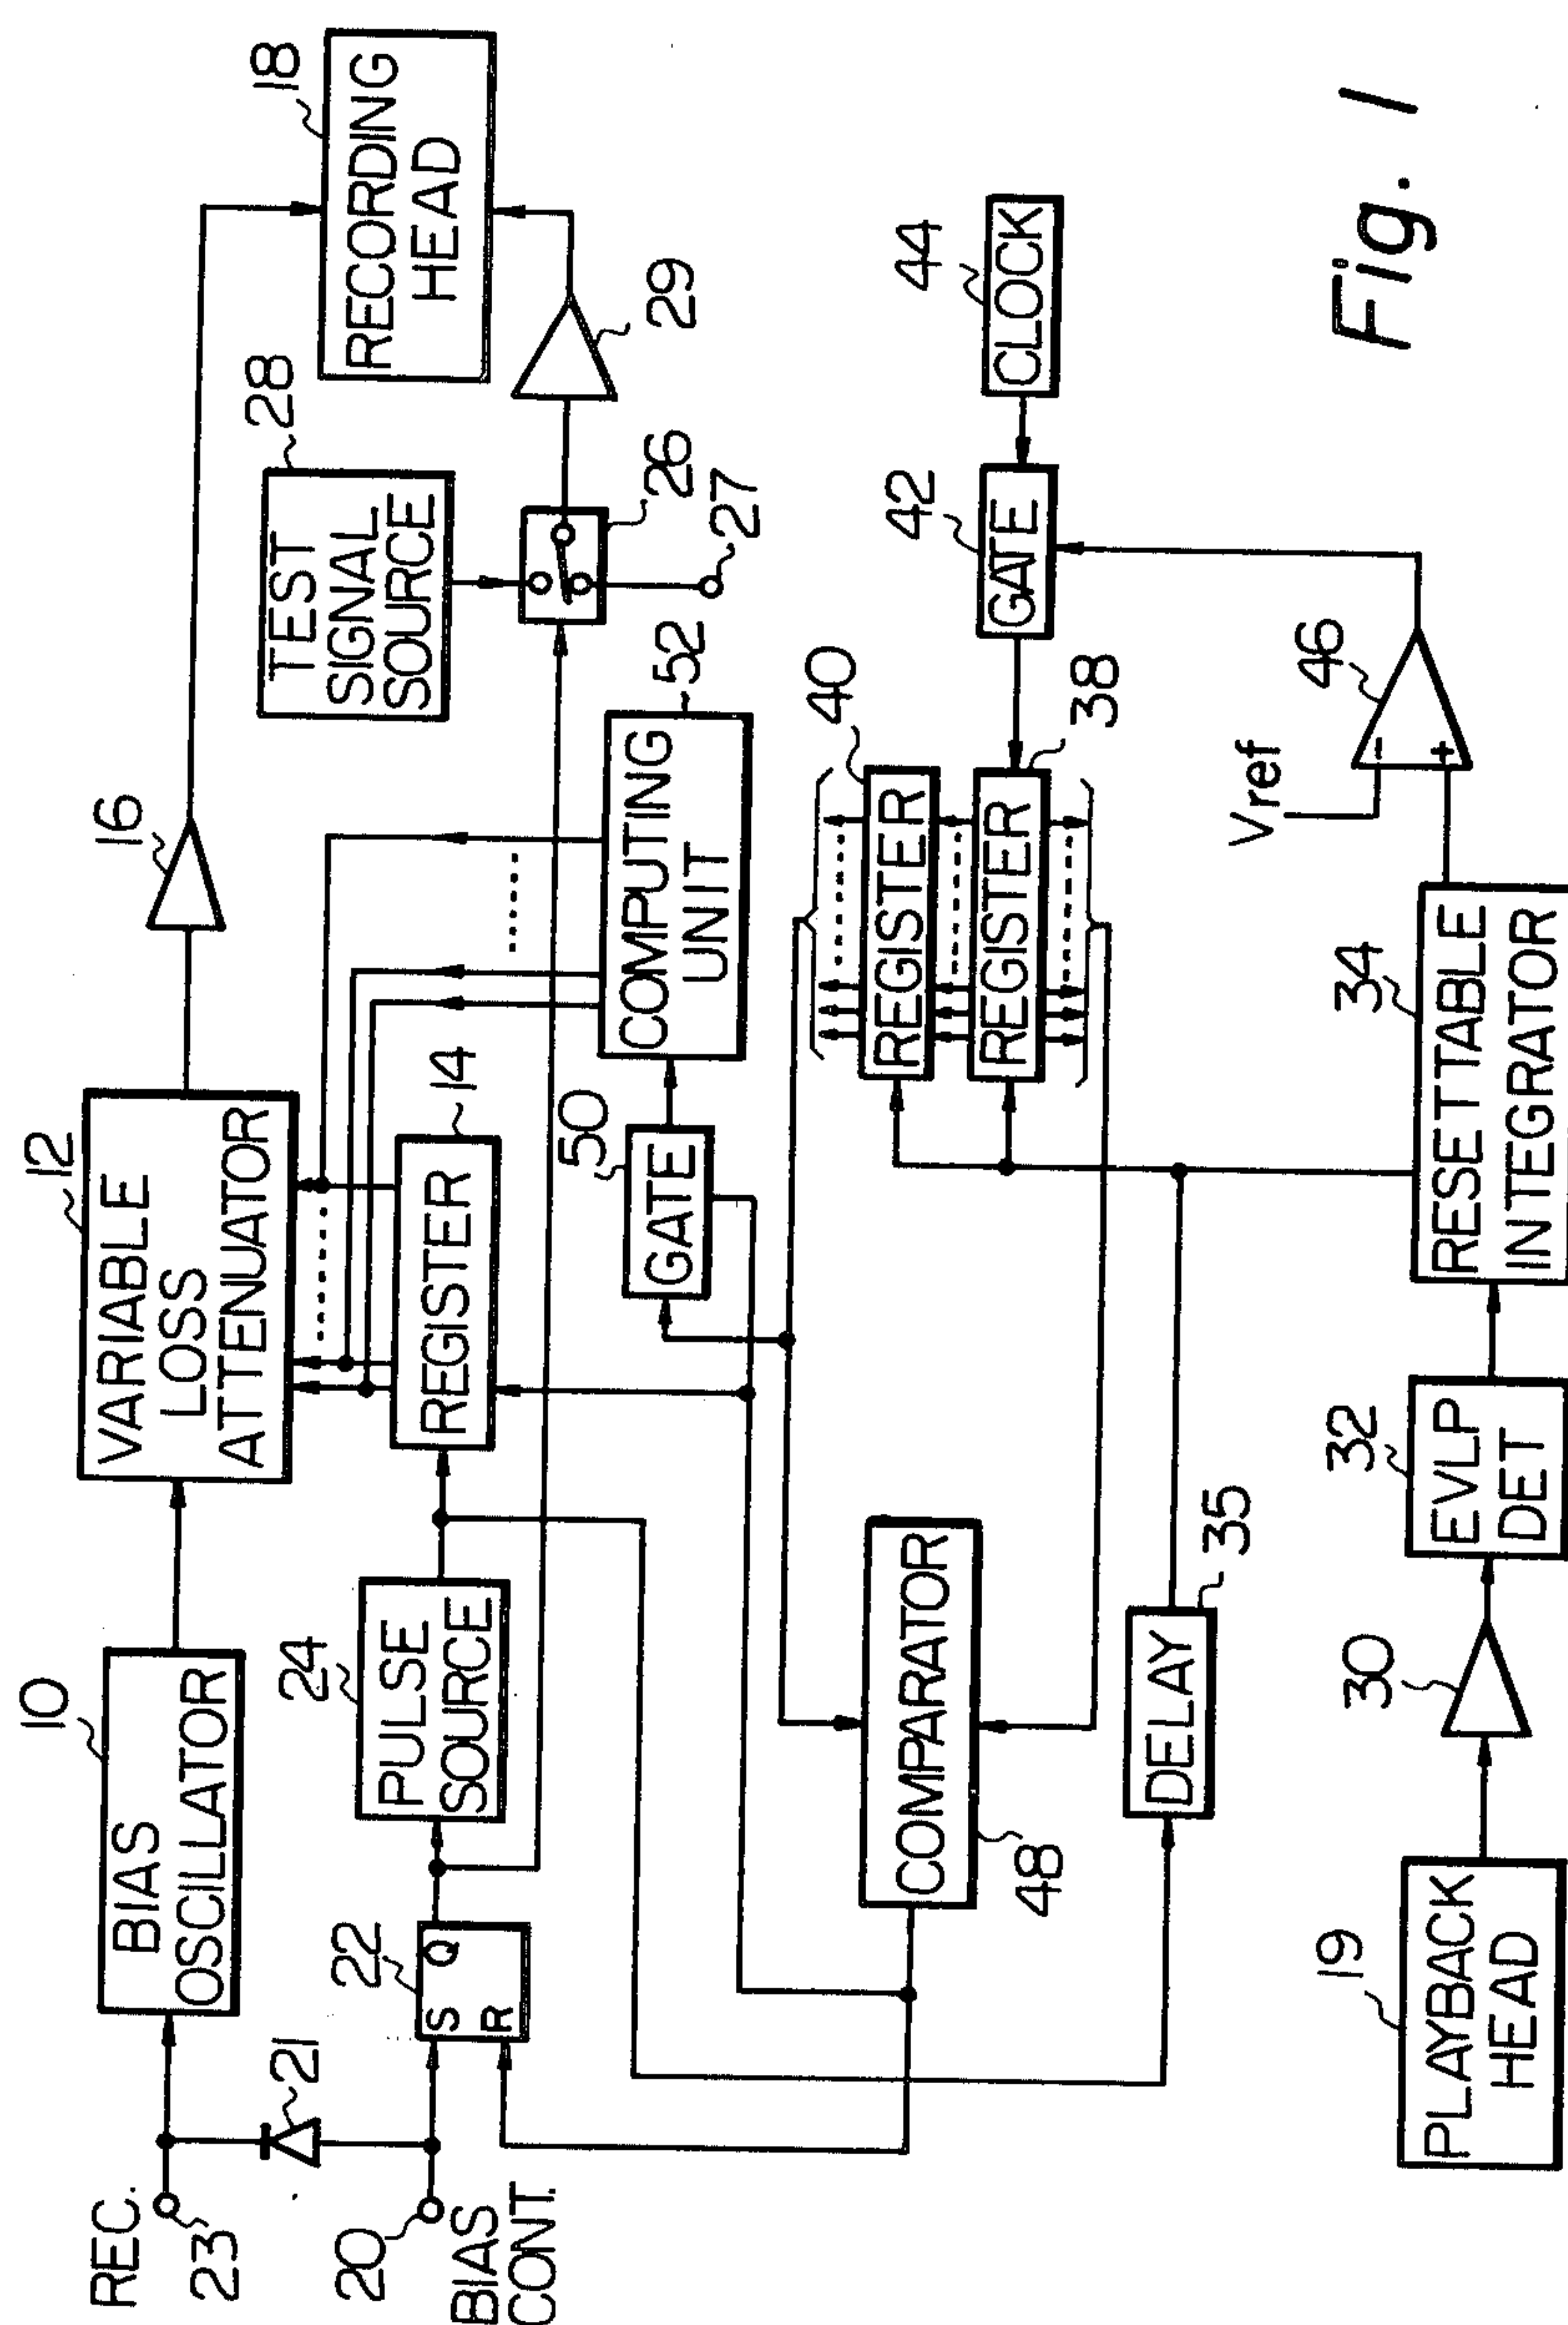 REC.
23
21
10
BIAS
OSCILLATOR
12
VARIABLE
LOSS
ATTENUATOR
16
18
RECORDING
HEAD
20
BIAS
CONT.
22
S Q
R
24
PULSE
SOURCE
14
REGISTER
28
TEST
SIGNAL
SOURCE
26
27
29
50
GATE
52
COMPUTING
UNIT
48
COMPARATOR
40
REGISTER
38
REGISTER
42
GATE
44
CLOCK
35
DELAY
19
PLAYBACK
HEAD
30
32
EVLP
DET
34
RESETTABLE
INTEGRATOR
Vref
46
-
+
Fig. 1